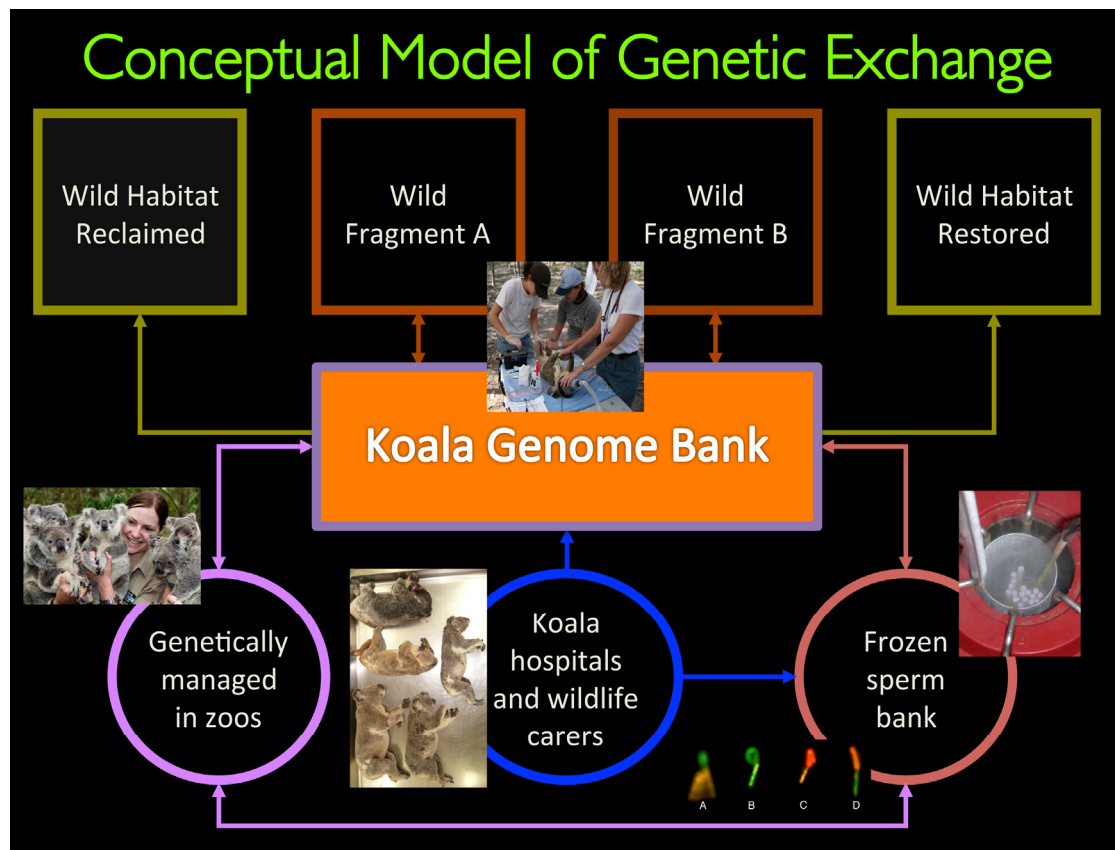 Conceptual Model of Genetic Exchange
Wild Habitat
Reclaimed
Wild
Fragment A
Wild
Fragment B
Wild Habitat
Restored
Koala Genome Bank
Genetically
managed
in zoos
Koala
hospitals
and wildlife
carers
Frozen
sperm
bank
A
B
C
D